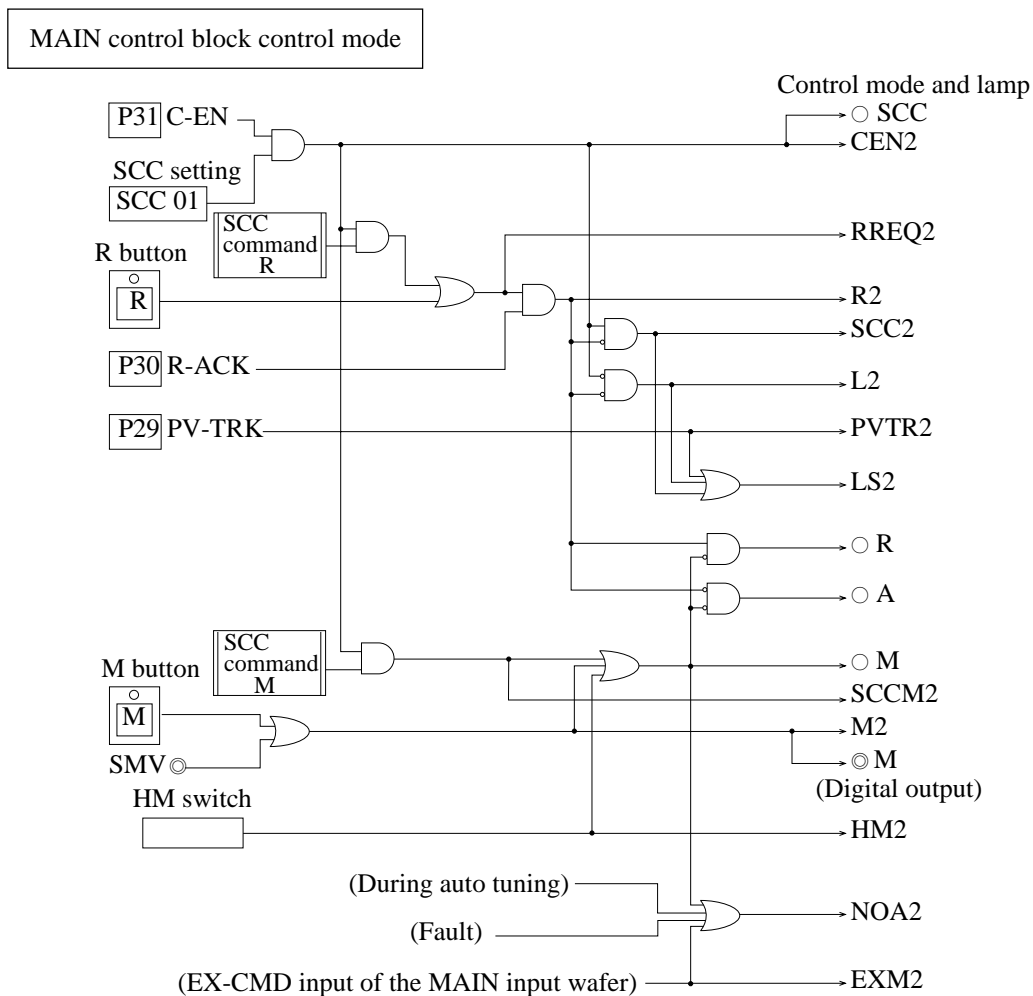 MAIN control block control mode
Control mode and lamp
P31 C-EN
○ SCC
CEN2
SCC setting
SCC 01
SCC
command
R
RREQ2
R button
R
R2
SCC2
P30 R-ACK
L2
P29 PV-TRK
PVTR2
LS2
○ R
○ A
SCC
command
M
○ M
M button
M
SCCM2
M2
SMV ◎
◎ M
(Digital output)
HM switch
HM2
(During auto tuning)
NOA2
(Fault)
(EX-CMD input of the MAIN input wafer)
EXM2